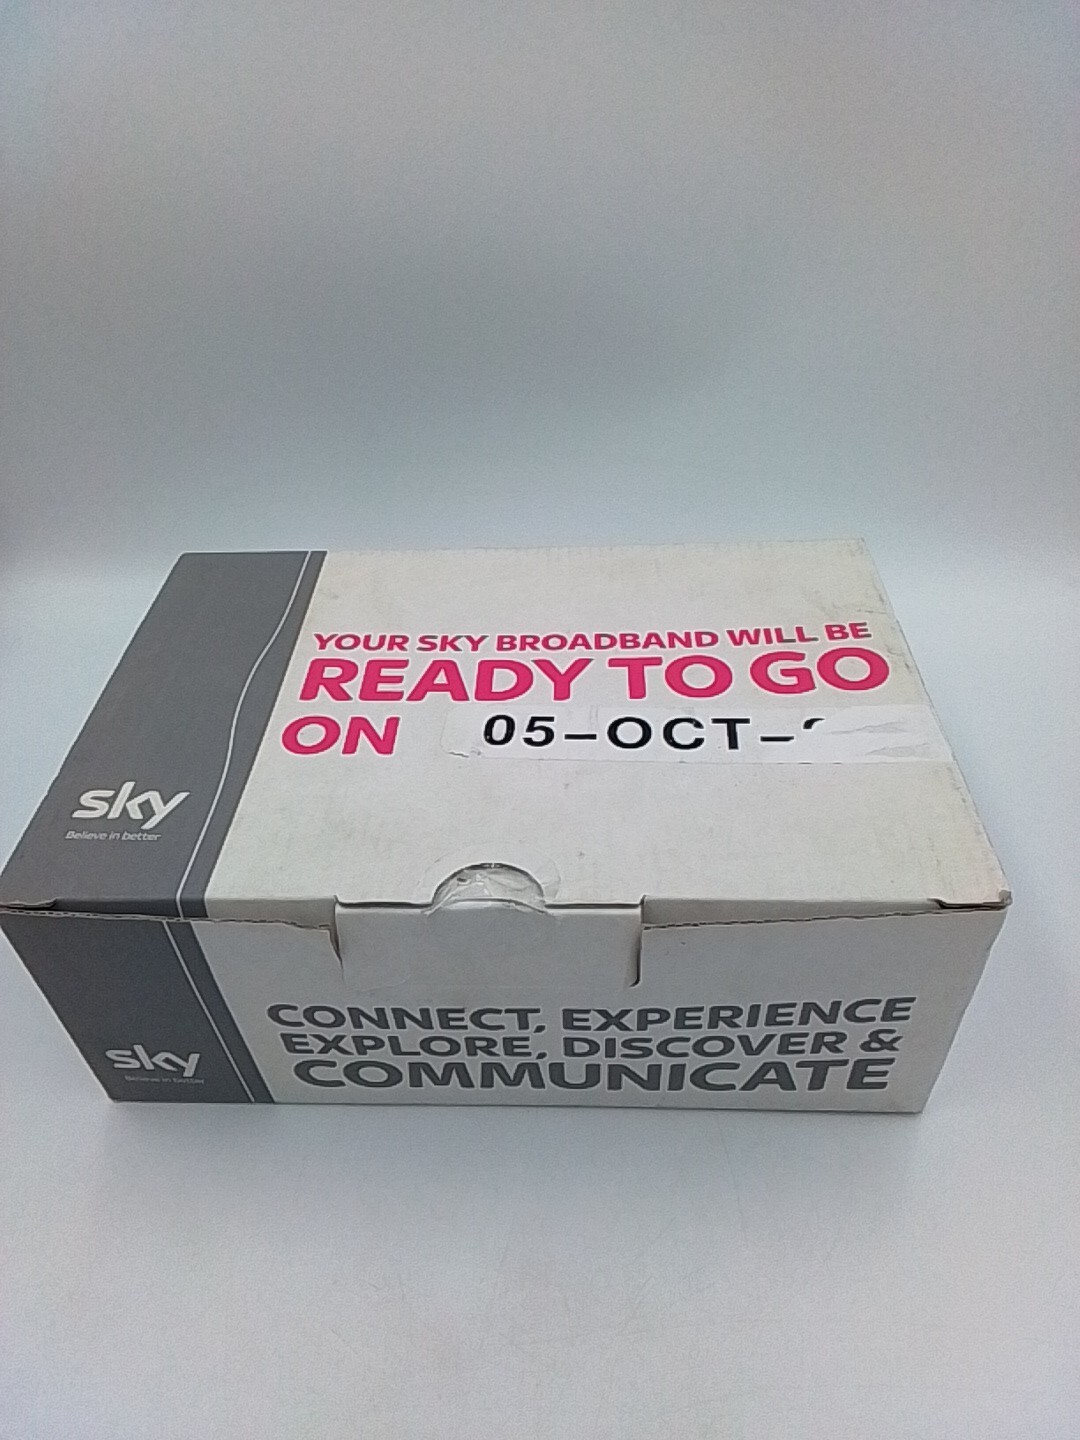 YOUR SKY BROADBAND WILL BE
READY TO GO
ON 05-OCT-
sky
Believe in better
CONNECT, EXPERIENCE
EXPLORE, DISCOVER &
COMMUNICATE
sky
Believe in better